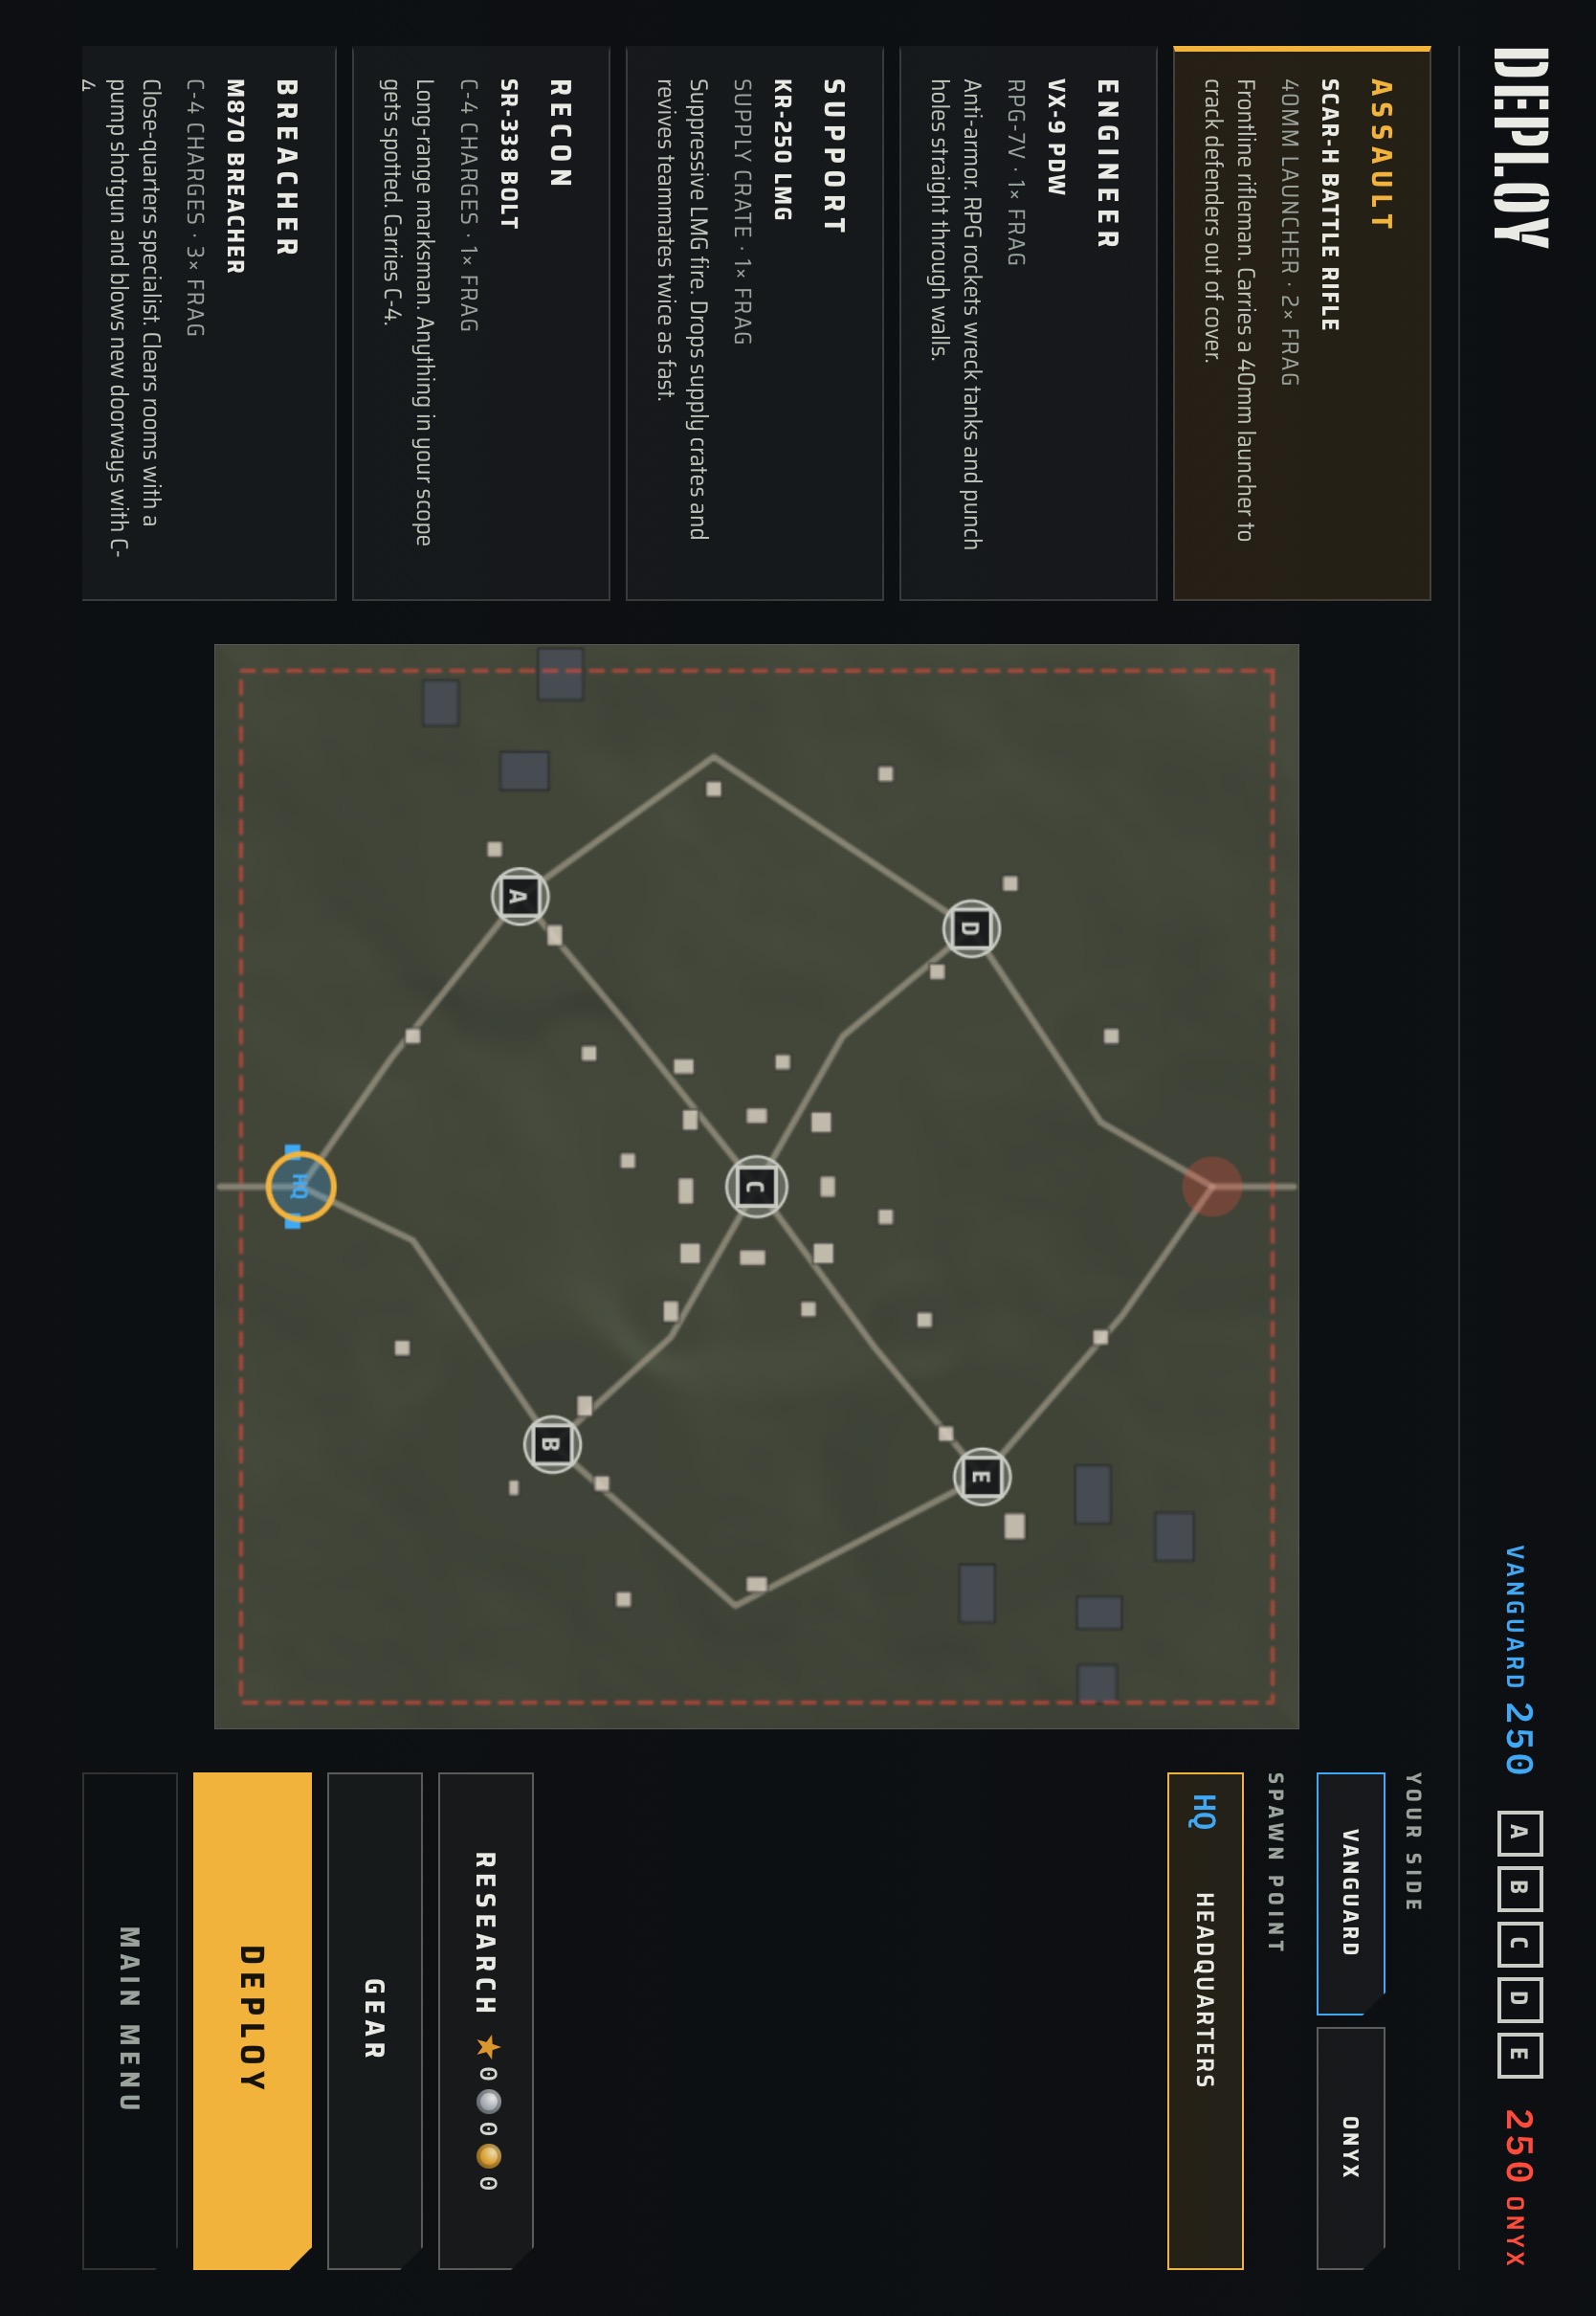 DEPLOY
VANGUARD 250 A B C D E 250 ONYX
ASSAULT
SCAR-H BATTLE RIFLE
40MM LAUNCHER · 2× FRAG
Frontline rifleman. Carries a 40mm launcher to
crack defenders out of cover.
ENGINEER
VX-9 PDW
RPG-7V · 1× FRAG
Anti-armor. RPG rockets wreck tanks and punch
holes straight through walls.
SUPPORT
KR-250 LMG
SUPPLY CRATE · 1× FRAG
Suppressive LMG fire. Drops supply crates and
revives teammates twice as fast.
RECON
SR-338 BOLT
C-4 CHARGES · 1× FRAG
Long-range marksman. Anything in your scope
gets spotted. Carries C-4.
BREACHER
M870 BREACHER
C-4 CHARGES · 3× FRAG
Close-quarters specialist. Clears rooms with a
pump shotgun and blows new doorways with C-
4
D
E
C
A
B
HQ
YOUR SIDE
VANGUARD
ONYX
SPAWN POINT
HQ HEADQUARTERS
RESEARCH ★ 0 0 0
GEAR
DEPLOY
MAIN MENU